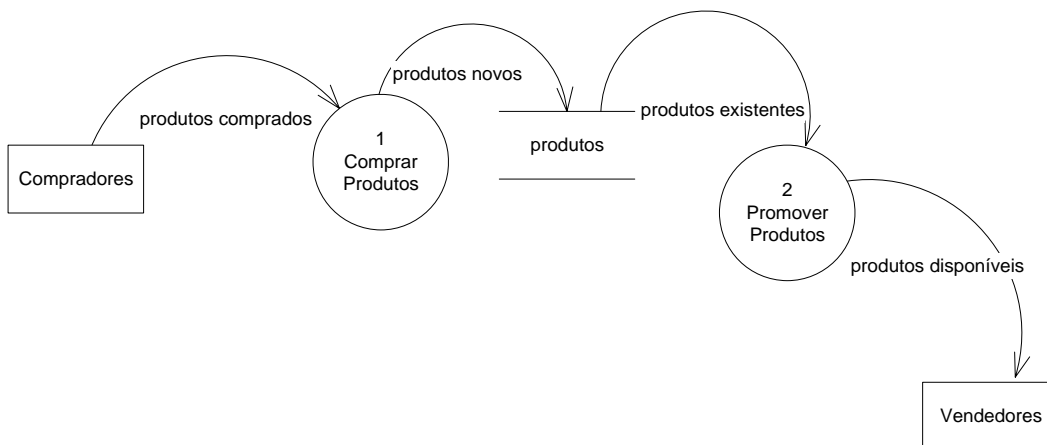 produtos novos
produtos existentes
produtos comprados
1
Comprar
Produtos
produtos
Compradores
2
Promover
Produtos
produtos disponíveis
Vendedores